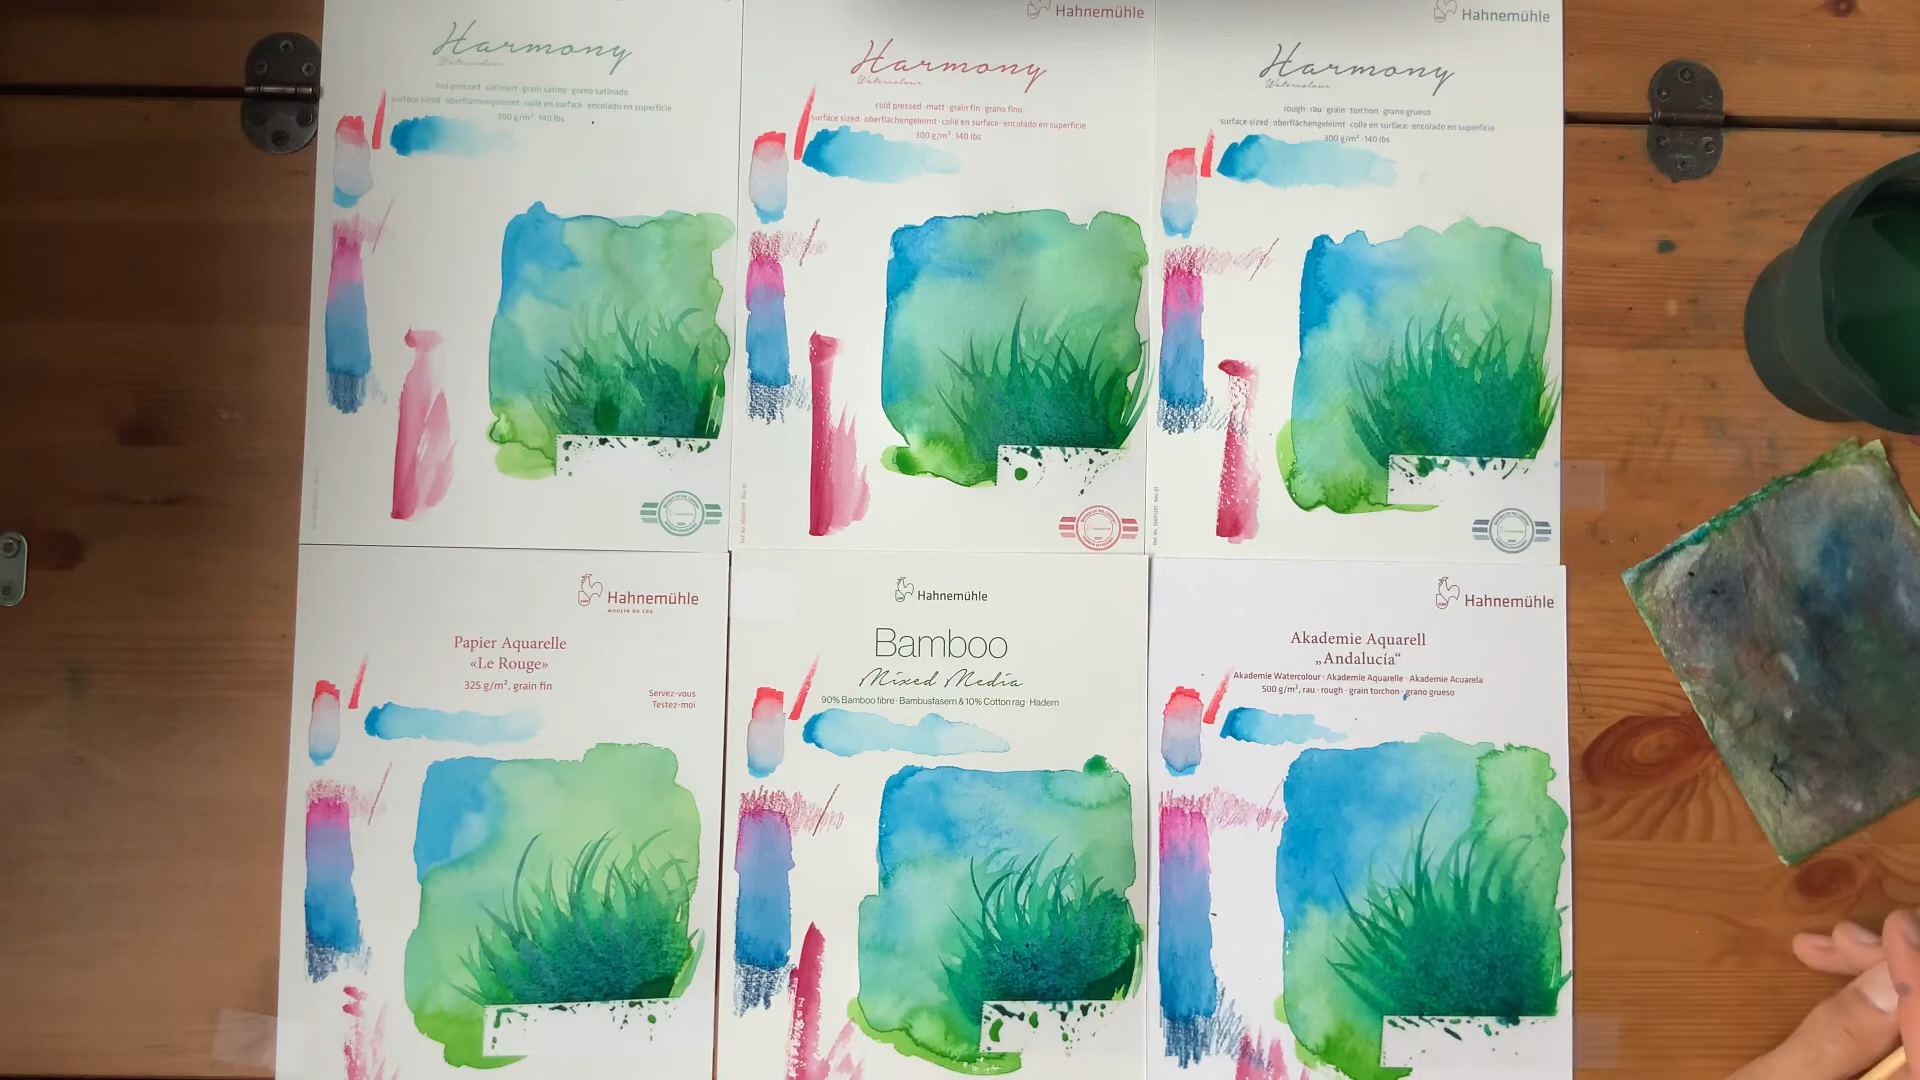 Harmony
Watercolour
hot pressed · satiniert · grain satiné · grano satinado
surface sized · oberflächengeleimt · collé en surface · encolado en superficie
300 g/m² · 140 lbs
Hahnemühle
Harmony
Watercolour
cold pressed · matt · grain fin · grano fino
surface sized · oberflächengeleimt · collé en surface · encolado en superficie
300 g/m² · 140 lbs
Hahnemühle
Harmony
Watercolour
rough · rau · grain torchon · grano grueso
surface sized · oberflächengeleimt · collé en surface · encolado en superficie
300 g/m² · 140 lbs
Hahnemühle
MOULIN DU COQ
Papier Aquarelle
«Le Rouge»
325 g/m², grain fin
Servez-vous
Testez-moi
Hahnemühle
Bamboo
Mixed Media
90% Bamboo fibre · Bambusfasern & 10% Cotton rag · Hadern
Hahnemühle
Akademie Aquarell
„Andalucía“
Akademie Watercolour · Akademie Aquarelle · Akademie Acuarela
500 g/m², rau · rough · grain torchon · grano grueso